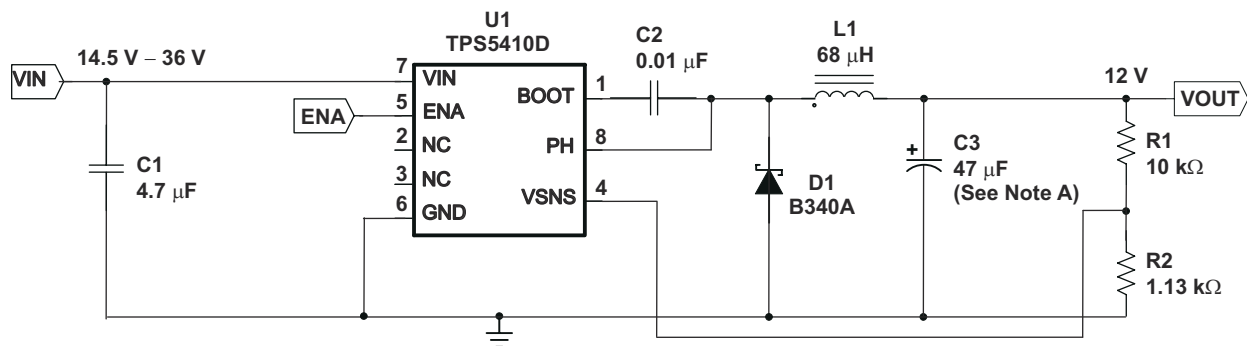 U1
TPS5410D
14.5 V – 36 V
VIN
C1
4.7 μF
ENA
7
5
2
3
6
VIN
ENA
NC
NC
GND
BOOT
PH
VSNS
1
8
4
C2
0.01 μF
L1
68 μH
D1
B340A
+
C3
47 μF
(See Note A)
12 V
VOUT
R1
10 kΩ
R2
1.13 kΩ